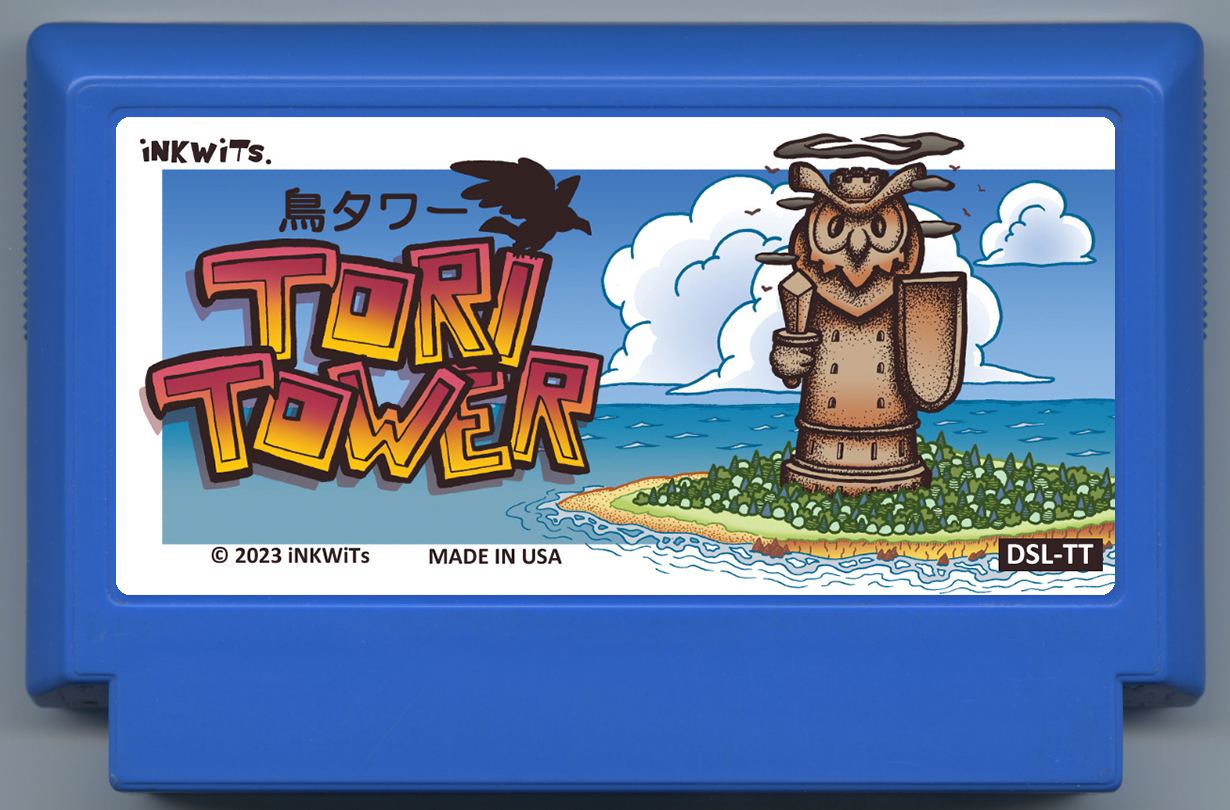 iNKWiTs.
鳥タワー
TORI
TOWER
© 2023 iNKWiTs
MADE IN USA
DSL-TT